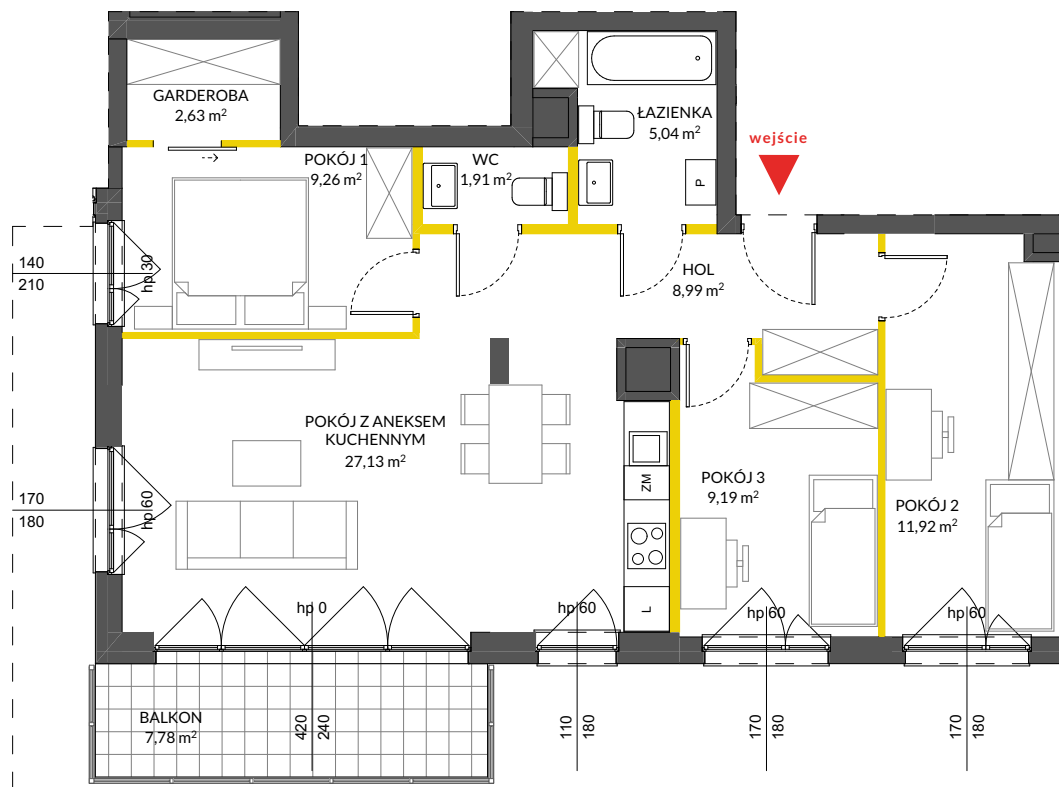 GARDEROBA
2,63 m²
ŁAZIENKA
5,04 m²
wejście
POKÓJ 1
9,26 m²
WC
1,91 m²
P
140
210
hp 30
HOL
8,99 m²
POKÓJ Z ANEKSEM
KUCHENNYM
27,13 m²
ZM
POKÓJ 3
9,19 m²
POKÓJ 2
11,92 m²
170
180
hp 60
L
hp 0
hp 60
hp 60
hp 60
BALKON
7,78 m²
420
240
110
180
170
180
170
180